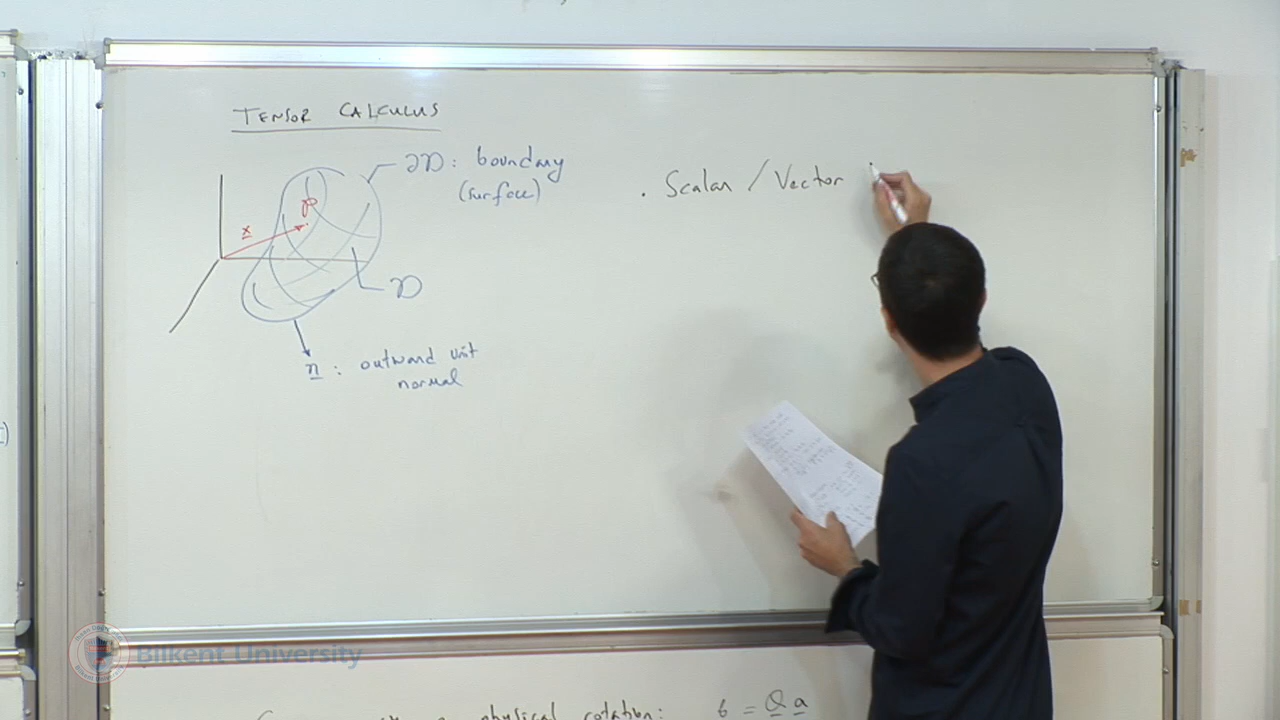 TENSOR CALCULUS
∂D : boundary
(surface)
P
x
D
n : outward unit
normal
. Scalar / Vector
physical rotation: b = Q a
Bilkent University